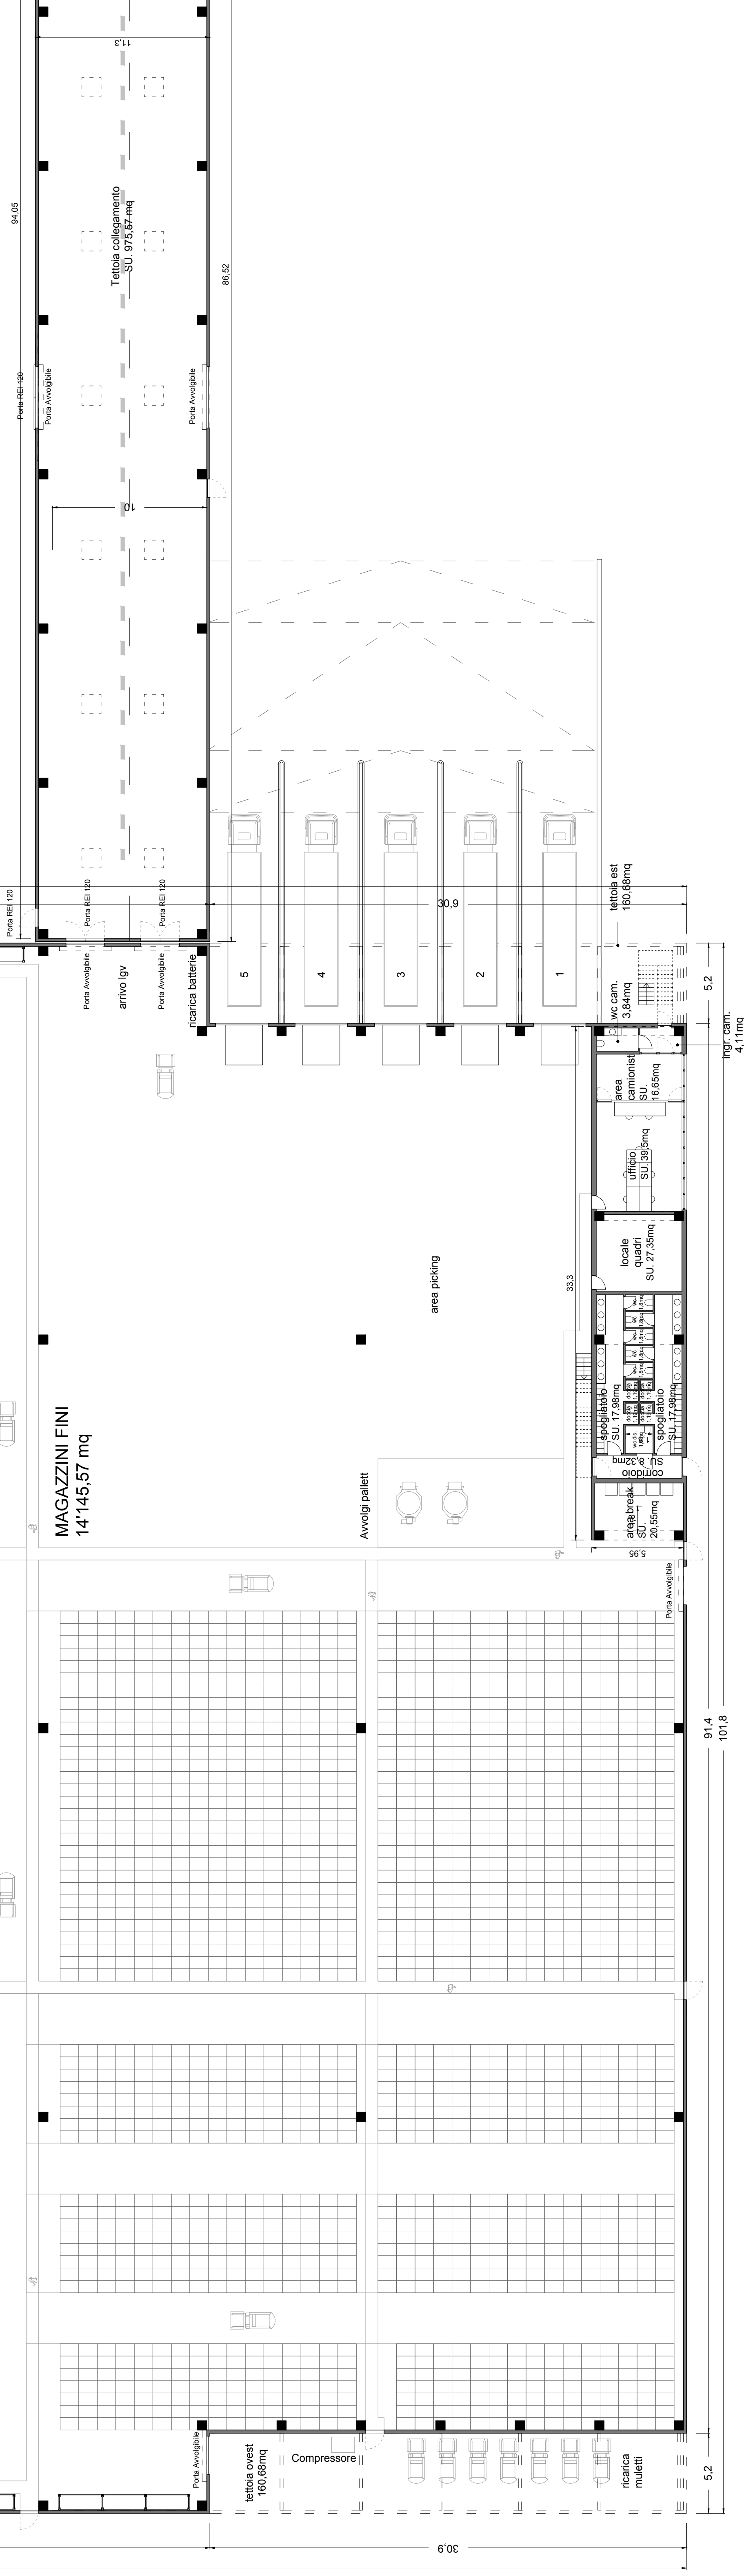 11,3
94,05
Tettoia collegamento
SU. 975,57 mq
86,52
Porta REI 120
Porta Avvolgibile
Porta Avvolgibile
10
Porta REI 120
Porta REI 120
Porta REI 120
Porta Avvolgibile
Porta Avvolgibile
arrivo lgv
ricarica batterie
30,9
5
4
3
2
1
tettoia est
160,68mq
wc cam.
3,84mq
5,2
ingr. cam.
4,11mq
area
camionisti
SU.
16,65mq
ufficio
SU. 39,5mq
locale
quadri
SU. 27,35mq
area picking
33,3
MAGAZZINI FINI
14'145,57 mq
Avvolgi pallett
spogliatoio
SU. 17,98mq
spogliatoio
SU. 17,98mq
corridoio
SU. 8,32mq
area break
SU.
20,55mq
5,95
Porta Avvolgibile
91,4
101,8
Porta Avvolgibile
tettoia ovest
160,68mq
Compressore
ricarica
muletti
5,2
30,9